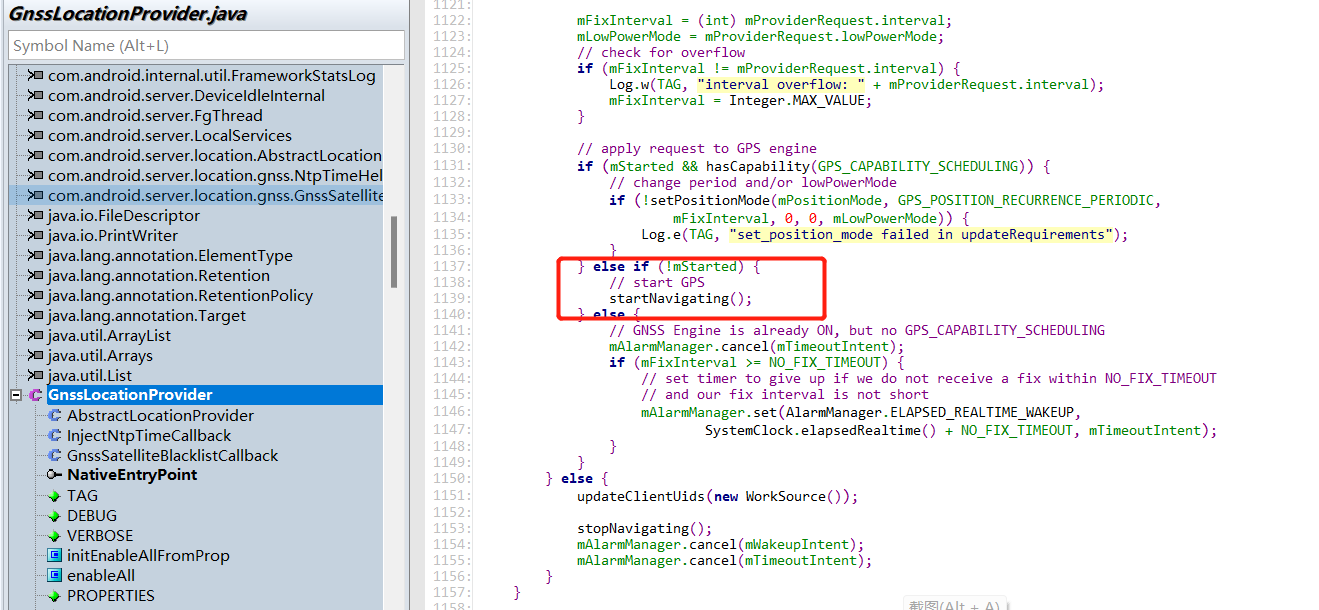 GnssLocationProvider.java
Symbol Name (Alt+L)
com.android.internal.util.FrameworkStatsLog
com.android.server.DeviceIdleInternal
com.android.server.FgThread
com.android.server.LocalServices
com.android.server.location.AbstractLocation
com.android.server.location.gnss.NtpTimeHel
com.android.server.location.gnss.GnssSatellite
java.io.FileDescriptor
java.io.PrintWriter
java.lang.annotation.ElementType
java.lang.annotation.Retention
java.lang.annotation.RetentionPolicy
java.lang.annotation.Target
java.util.ArrayList
java.util.Arrays
java.util.List
GnssLocationProvider
AbstractLocationProvider
InjectNtpTimeCallback
GnssSatelliteBlacklistCallback
NativeEntryPoint
TAG
DEBUG
VERBOSE
initEnableAllFromProp
enableAll
PROPERTIES
1121:
1122: mFixInterval = (int) mProviderRequest.interval;
1123: mLowPowerMode = mProviderRequest.lowPowerMode;
1124: // check for overflow
1125: if (mFixInterval != mProviderRequest.interval) {
1126: Log.w(TAG, "interval overflow: " + mProviderRequest.interval);
1127: mFixInterval = Integer.MAX_VALUE;
1128: }
1129:
1130: // apply request to GPS engine
1131: if (mStarted && hasCapability(GPS_CAPABILITY_SCHEDULING)) {
1132: // change period and/or lowPowerMode
1133: if (!setPositionMode(mPositionMode, GPS_POSITION_RECURRENCE_PERIODIC,
1134: mFixInterval, 0, 0, mLowPowerMode)) {
1135: Log.e(TAG, "set_position_mode failed in updateRequirements");
1136: }
1137: } else if (!mStarted) {
1138: // start GPS
1139: startNavigating();
1140: } else {
1141: // GNSS Engine is already ON, but no GPS_CAPABILITY_SCHEDULING
1142: mAlarmManager.cancel(mTimeoutIntent);
1143: if (mFixInterval >= NO_FIX_TIMEOUT) {
1144: // set timer to give up if we do not receive a fix within NO_FIX_TIMEOUT
1145: // and our fix interval is not short
1146: mAlarmManager.set(AlarmManager.ELAPSED_REALTIME_WAKEUP,
1147: SystemClock.elapsedRealtime() + NO_FIX_TIMEOUT, mTimeoutIntent);
1148: }
1149: }
1150: } else {
1151: updateClientUids(new WorkSource());
1152:
1153: stopNavigating();
1154: mAlarmManager.cancel(mWakeupIntent);
1155: mAlarmManager.cancel(mTimeoutIntent);
1156: }
1157: }
1158:
截图(Alt + A)